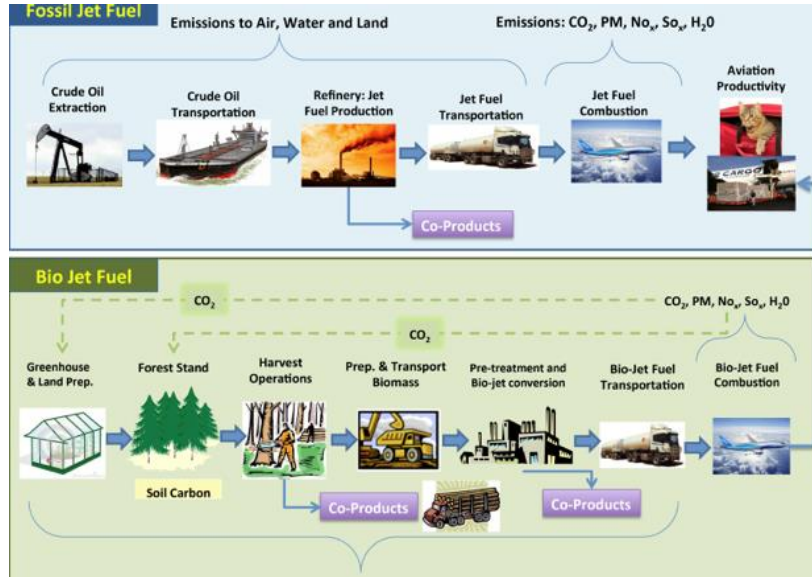 Fossil Jet Fuel
Emissions to Air, Water and Land
Emissions: CO₂, PM, Noₓ, Soₓ, H₂0
Crude Oil
Extraction
Crude Oil
Transportation
Refinery: Jet
Fuel Production
Jet Fuel
Transportation
Jet Fuel
Combustion
Aviation
Productivity
CARGO
Co-Products
Bio Jet Fuel
CO₂
CO₂, PM, Noₓ, Soₓ, H₂0
CO₂
Greenhouse
& Land Prep.
Forest Stand
Harvest
Operations
Prep. & Transport
Biomass
Pre-treatment and
Bio-jet conversion
Bio-Jet Fuel
Transportation
Bio-Jet Fuel
Combustion
Soil Carbon
Co-Products
Co-Products